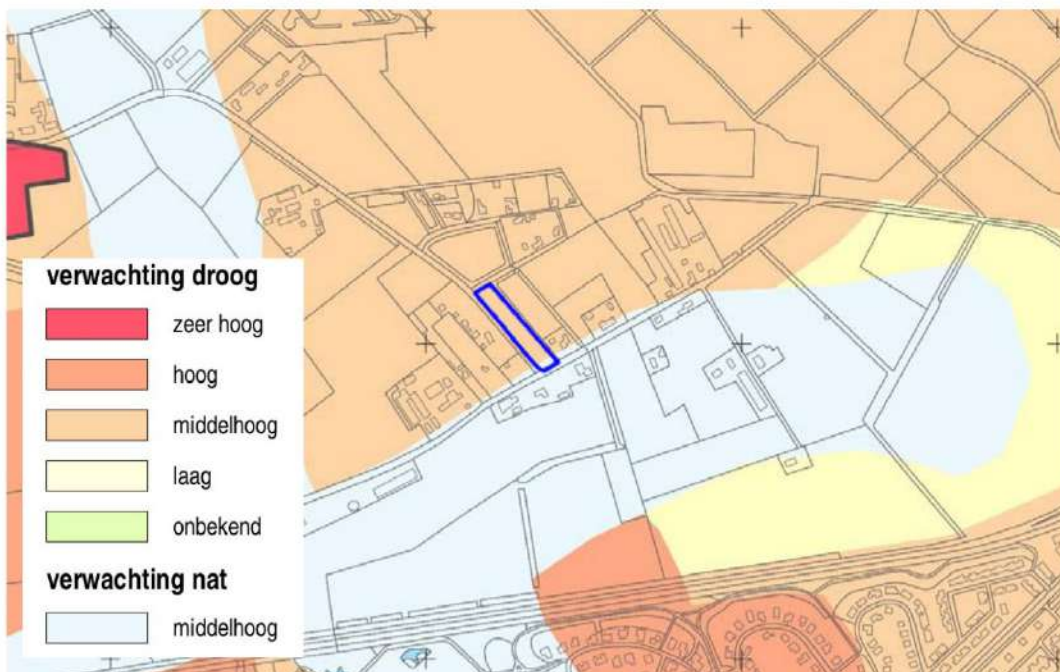 verwachting droog
zeer hoog
hoog
middelhoog
laag
onbekend
verwachting nat
middelhoog